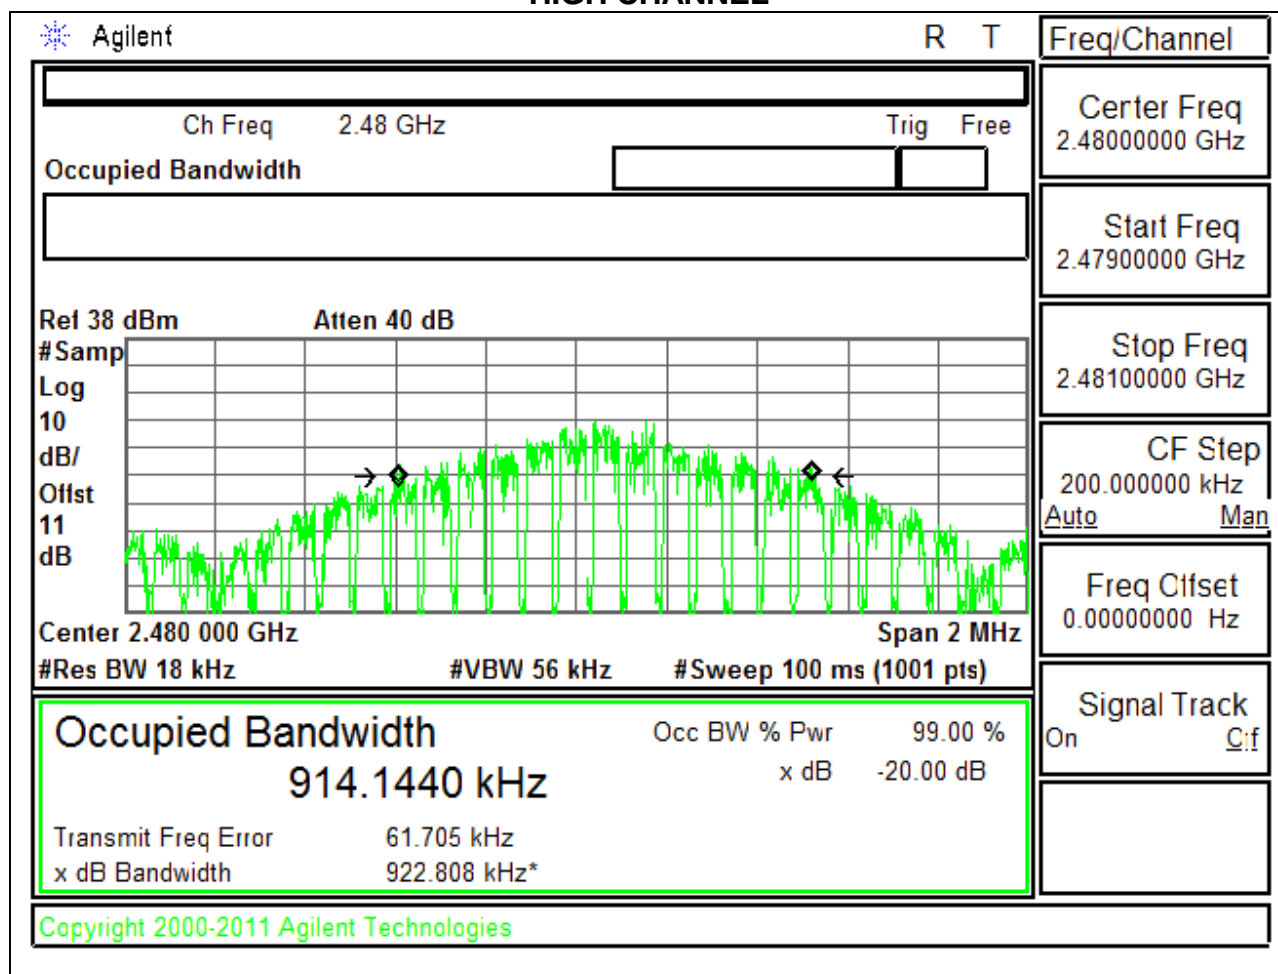 HIGH CHANNEL
Agilent R T
Freq/Channel
Ch Freq 2.48 GHz Trig Free
Occupied Bandwidth
Center Freq
2.48000000 GHz
Start Freq
2.47900000 GHz
Stop Freq
2.48100000 GHz
CF Step
200.000000 kHz
Auto Man
Freq Offset
0.00000000 Hz
Signal Track
On Off
Ref 38 dBm Atten 40 dB
#Samp
Log
10
dB/
Offst
11
dB
Center 2.480 000 GHz Span 2 MHz
#Res BW 18 kHz #VBW 56 kHz #Sweep 100 ms (1001 pts)
Occupied Bandwidth Occ BW % Pwr 99.00 %
914.1440 kHz x dB -20.00 dB
Transmit Freq Error 61.705 kHz
x dB Bandwidth 922.808 kHz*
Copyright 2000-2011 Agilent Technologies